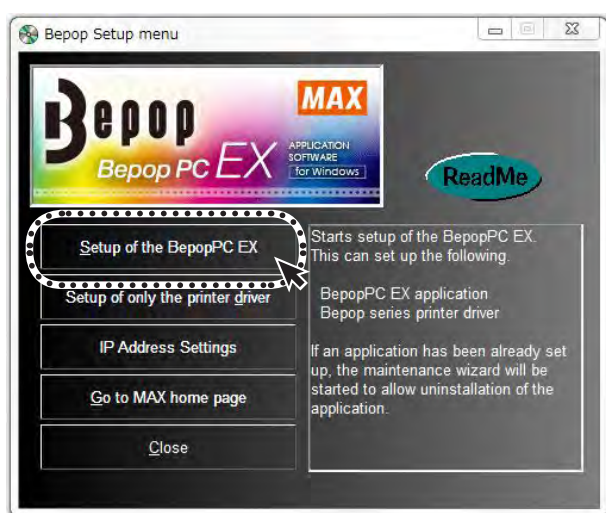 Bepop Setup menu
Bepop
MAX
Bepop PC EX
APPLICATION
SOFTWARE
for Windows
ReadMe
Setup of the BepopPC EX
Setup of only the printer driver
IP Address Settings
Go to MAX home page
Close
Starts setup of the BepopPC EX.
This can set up the following.
BepopPC EX application
Bepop series printer driver
If an application has been already set
up, the maintenance wizard will be
started to allow uninstallation of the
application.